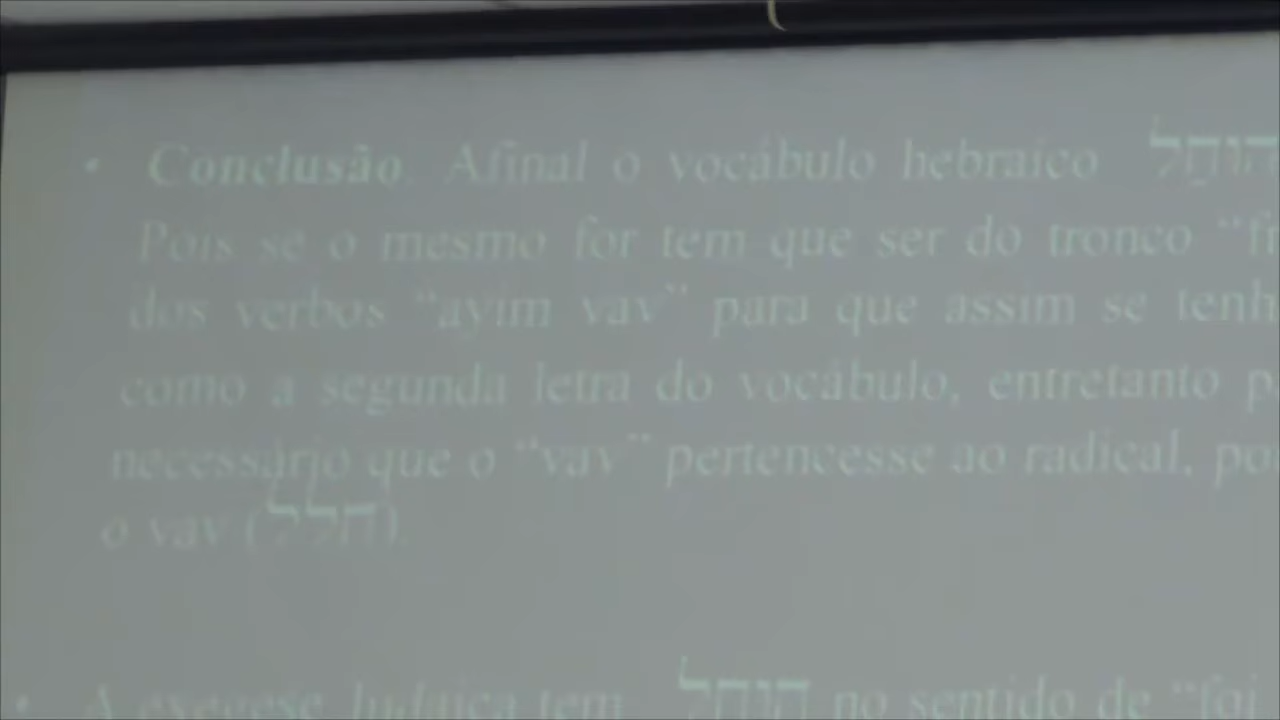 • Conclusão. Afinal o vocábulo hebraico הוחל
Pois se o mesmo for tem que ser do tronco
dos verbos “ayim vav” para que assim se
como a segunda letra do vocábulo, entretanto
necessário que o “vav” pertencesse ao radical,
o vav (חלל).
• A exegese Judaica tem הוחל no sentido de “foi